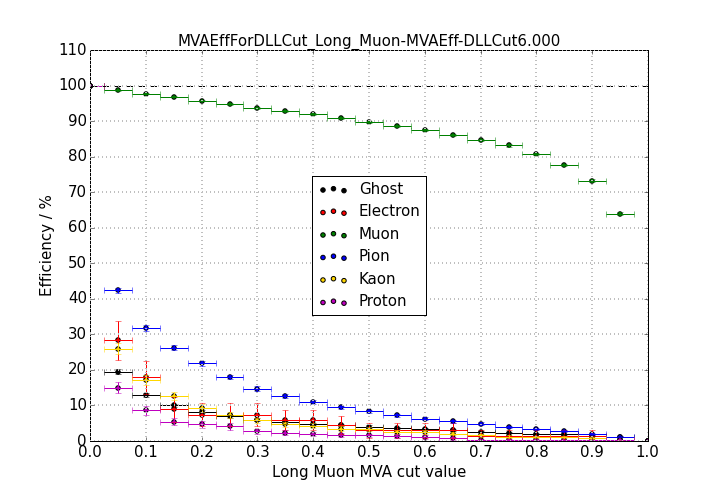 MVAEffForDLLCut_Long_Muon-MVAEff-DLLCut6.000
110
100
90
80
70
60
50
40
30
20
10
0
Efficiency / %
Ghost
Electron
Muon
Pion
Kaon
Proton
0.0 0.1 0.2 0.3 0.4 0.5 0.6 0.7 0.8 0.9 1.0
Long Muon MVA cut value